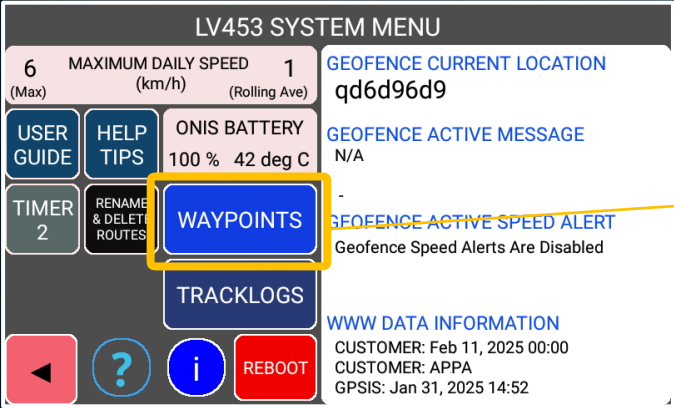 LV453 SYSTEM MENU
6
(Max)
MAXIMUM DAILY SPEED
(km/h)
1
(Rolling Ave)
USER
GUIDE
HELP
TIPS
ONIS BATTERY
100 % 42 deg C
TIMER
2
RENAME
& DELETE
ROUTES
WAYPOINTS
TRACKLOGS
◄
?
i
REBOOT
GEOFENCE CURRENT LOCATION
qd6d96d9
GEOFENCE ACTIVE MESSAGE
N/A
-
GEOFENCE ACTIVE SPEED ALERT
Geofence Speed Alerts Are Disabled
WWW DATA INFORMATION
CUSTOMER: Feb 11, 2025 00:00
CUSTOMER: APPA
GPSIS: Jan 31, 2025 14:52